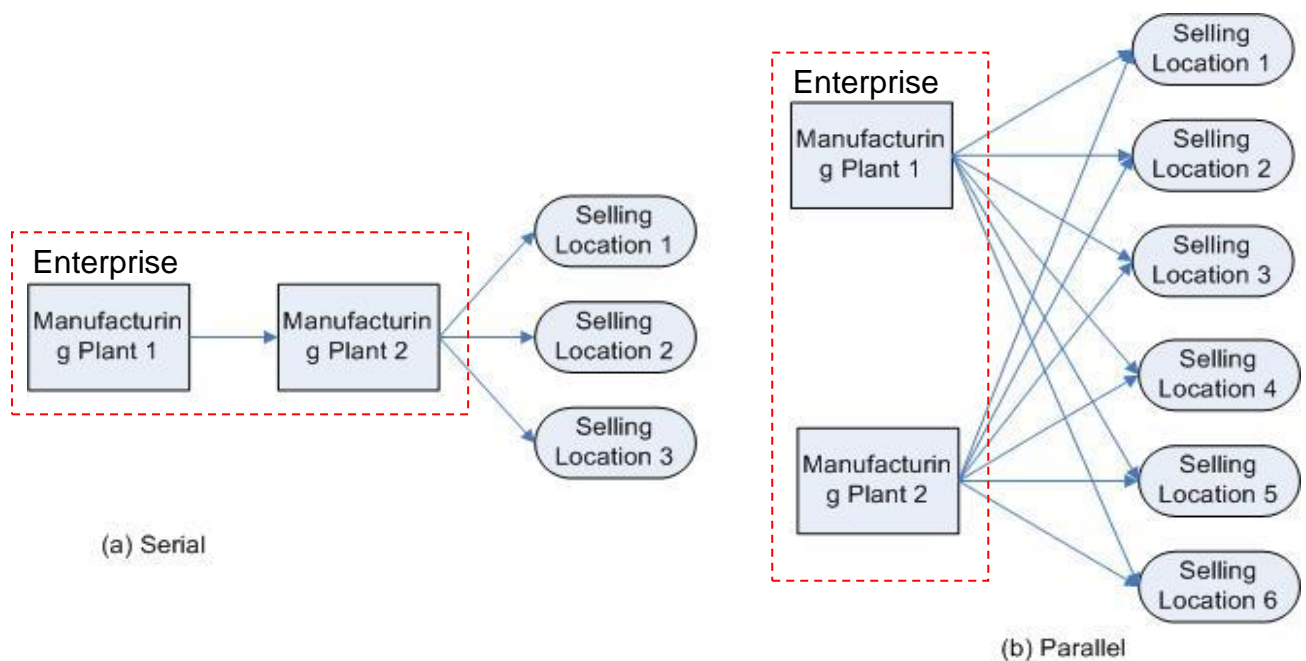 Enterprise
Manufacturin
g Plant 1
Manufacturin
g Plant 2
Selling
Location 1
Selling
Location 2
Selling
Location 3
(a) Serial
Enterprise
Manufacturin
g Plant 1
Manufacturin
g Plant 2
Selling
Location 1
Selling
Location 2
Selling
Location 3
Selling
Location 4
Selling
Location 5
Selling
Location 6
(b) Parallel